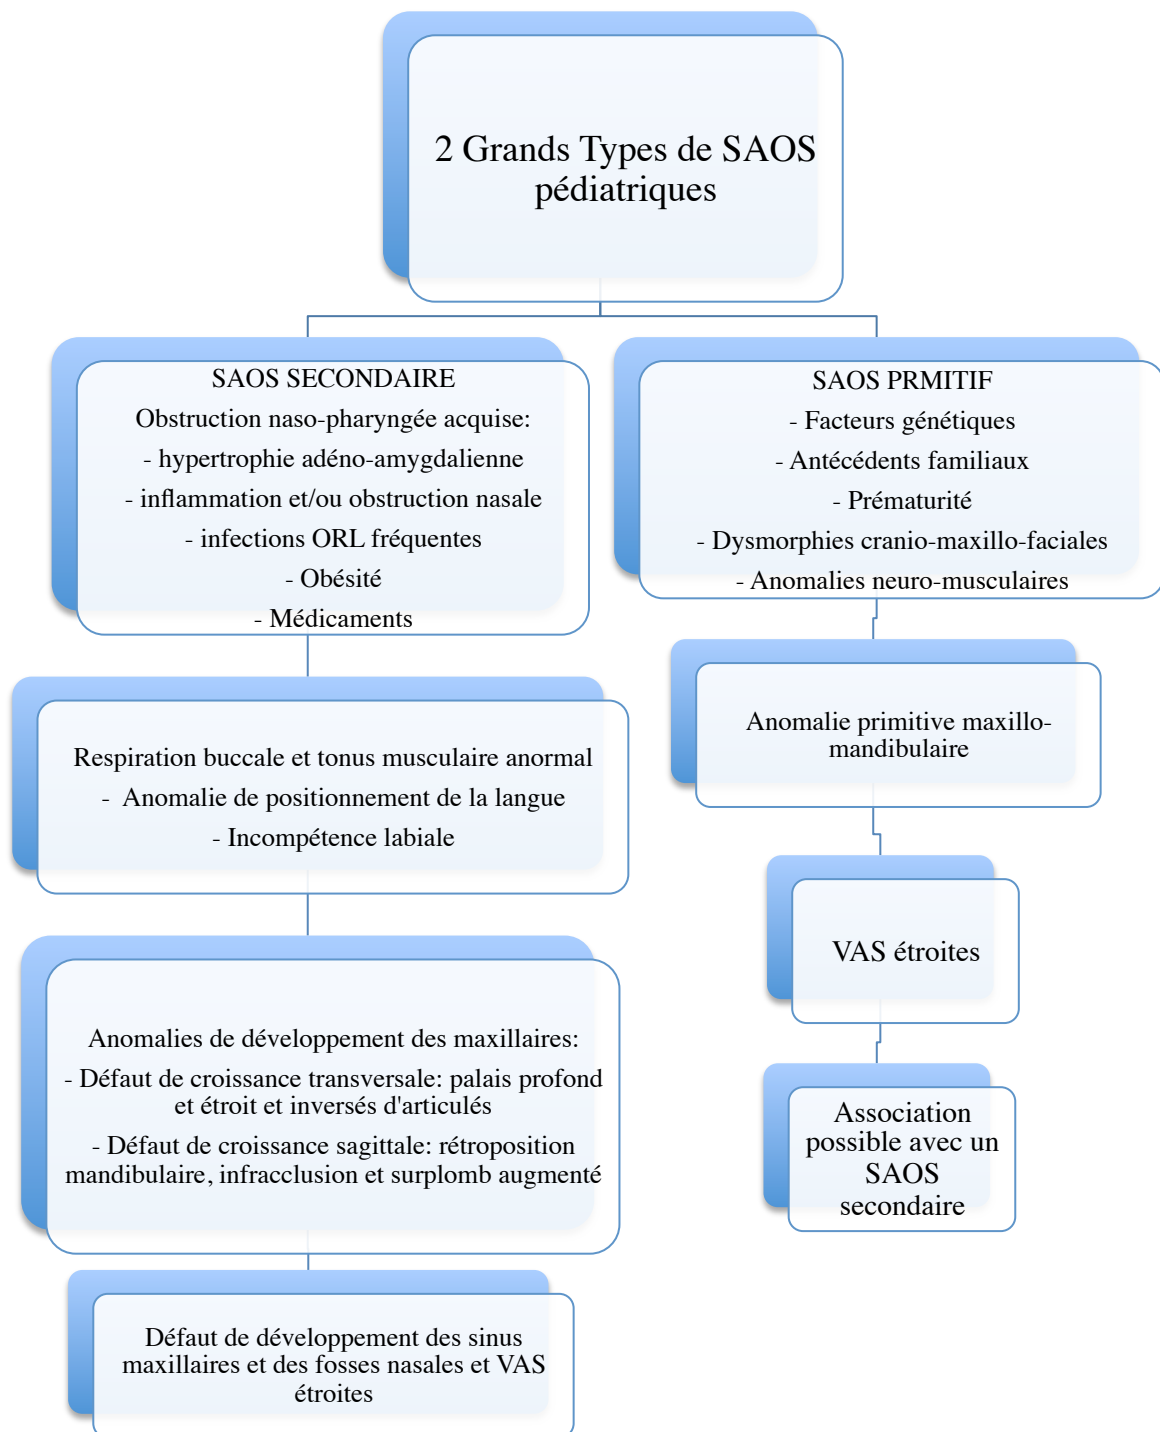 2 Grands Types de SAOS
pédiatriques
SAOS SECONDAIRE
Obstruction naso-pharyngée acquise:
- hypertrophie adéno-amygdalienne
- inflammation et/ou obstruction nasale
- infections ORL fréquentes
- Obésité
- Médicaments
Respiration buccale et tonus musculaire anormal
- Anomalie de positionnement de la langue
- Incompétence labiale
Anomalies de développement des maxillaires:
- Défaut de croissance transversale: palais profond
et étroit et inversés d'articulés
- Défaut de croissance sagittale: rétroposition
mandibulaire, infracclusion et surplomb augmenté
Défaut de développement des sinus
maxillaires et des fosses nasales et VAS
étroites
SAOS PRMITIF
- Facteurs génétiques
- Antécédents familiaux
- Prématurité
- Dysmorphies cranio-maxillo-faciales
- Anomalies neuro-musculaires
Anomalie primitive maxillo-
mandibulaire
VAS étroites
Association
possible avec un
SAOS
secondaire